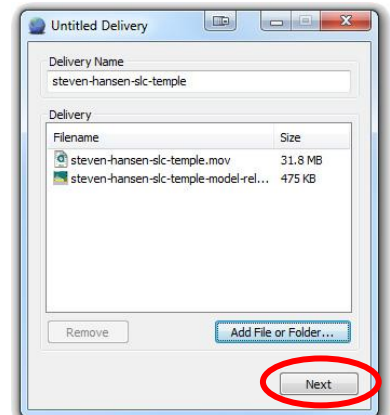 Untitled Delivery
Delivery Name
steven-hansen-slc-temple
Delivery
Filename Size
steven-hansen-slc-temple.mov 31.8 MB
steven-hansen-slc-temple-model-rel... 475 KB
Remove Add File or Folder...
Next